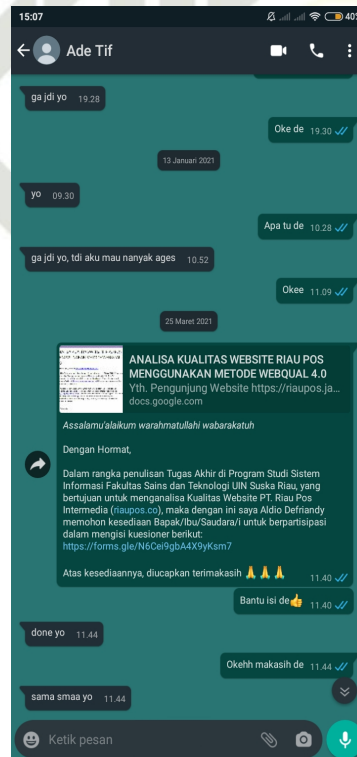 15:07
40%
Ade Tif
ga jdi yo 19.28
Oke de 19.30
13 Januari 2021
yo 09.30
Apa tu de 10.28
ga jdi yo, tdi aku mau nanyak ages 10.52
Okee 11.09
25 Maret 2021
ANALISA KUALITAS WEBSITE RIAU POS
MENGGUNAKAN METODE WEBQUAL 4.0
Yth. Pengunjung Website https://riaupos.ja...
docs.google.com
Assalamu'alaikum warahmatullahi wabarakatuh
Dengan Hormat,
Dalam rangka penulisan Tugas Akhir di Program Studi Sistem
Informasi Fakultas Sains dan Teknologi UIN Suska Riau, yang
bertujuan untuk menganalisa Kualitas Website PT. Riau Pos
Intermedia (riaupos.co), maka dengan ini saya Aldio Defriandy
memohon kesediaan Bapak/Ibu/Saudara/i untuk berpartisipasi
dalam mengisi kuesioner berikut:
https://forms.gle/N6Cei9gbA4X9yKsm7
Atas kesediaannya, diucapkan terimakasih 🙏🙏🙏 11.40
Bantu isi de👍 11.40
done yo 11.44
Okehh makasih de 11.44
sama smaa yo 11.44
Ketik pesan